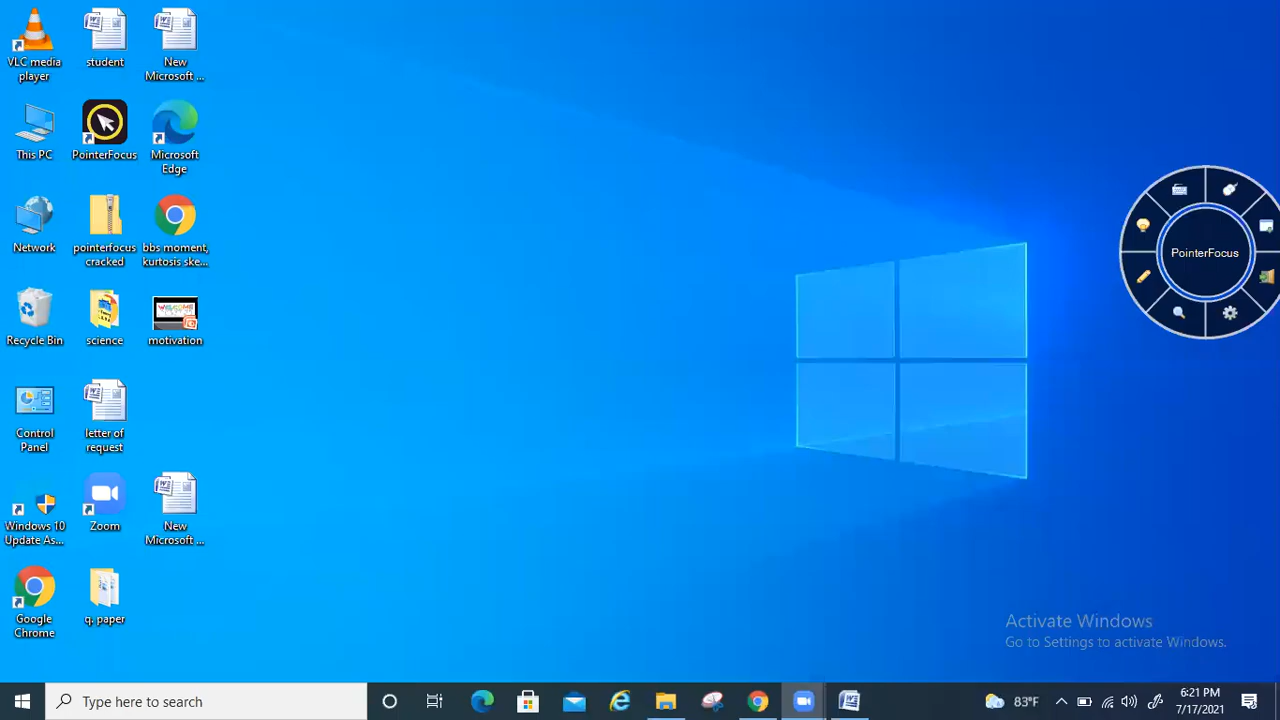 VLC media
player
student
New
Microsoft ...
This PC
PointerFocus
Microsoft
Edge
Network
pointerfocus
cracked
bbs moment,
kurtosis ske...
Recycle Bin
science
WELCOME
motivation
Control
Panel
letter of
request
Windows 10
Update As...
Zoom
New
Microsoft ...
Google
Chrome
q. paper
PointerFocus
Activate Windows
Go to Settings to activate Windows.
Type here to search
83°F
6:21 PM
7/17/2021